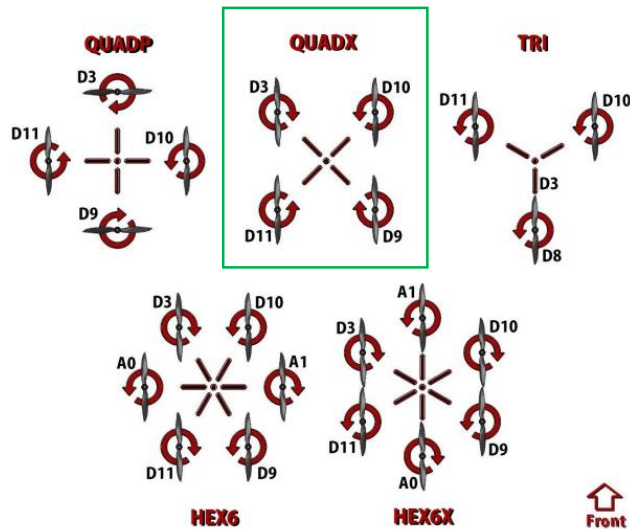 QUADP QUADX TRI
D3
D11 D10
D9
D3 D10
D11 D9
D11 D10
D3
D8
D3 D10
A0 A1
D11 D9
HEX6
A1
D3 D10
D11 D9
A0
HEX6X
Front